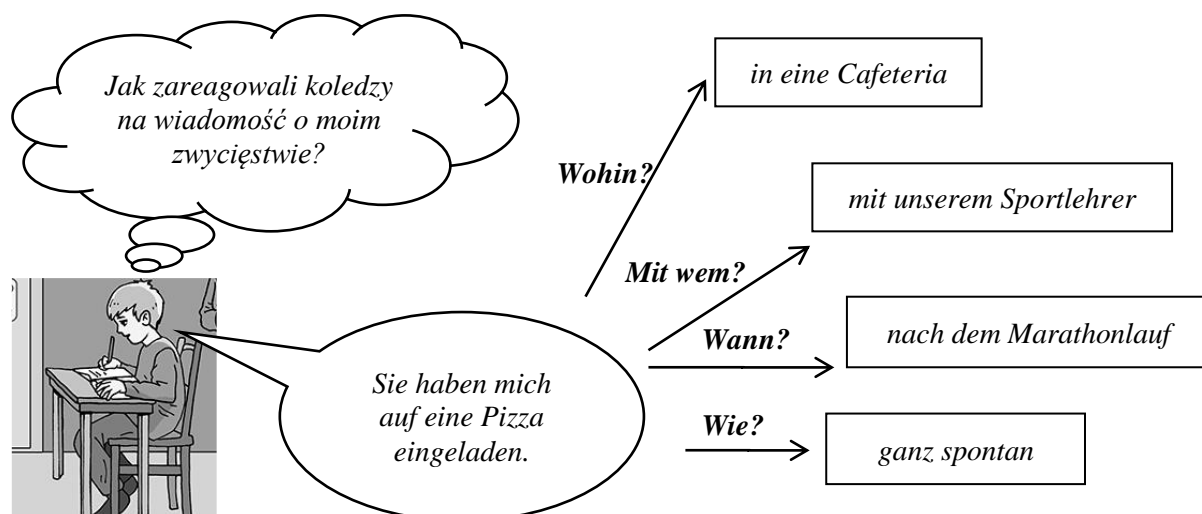 Jak zareagowali koledzy
na wiadomość o moim
zwycięstwie?
Sie haben mich
auf eine Pizza
eingeladen.
Wohin?
in eine Cafeteria
Mit wem?
mit unserem Sportlehrer
Wann?
nach dem Marathonlauf
Wie?
ganz spontan